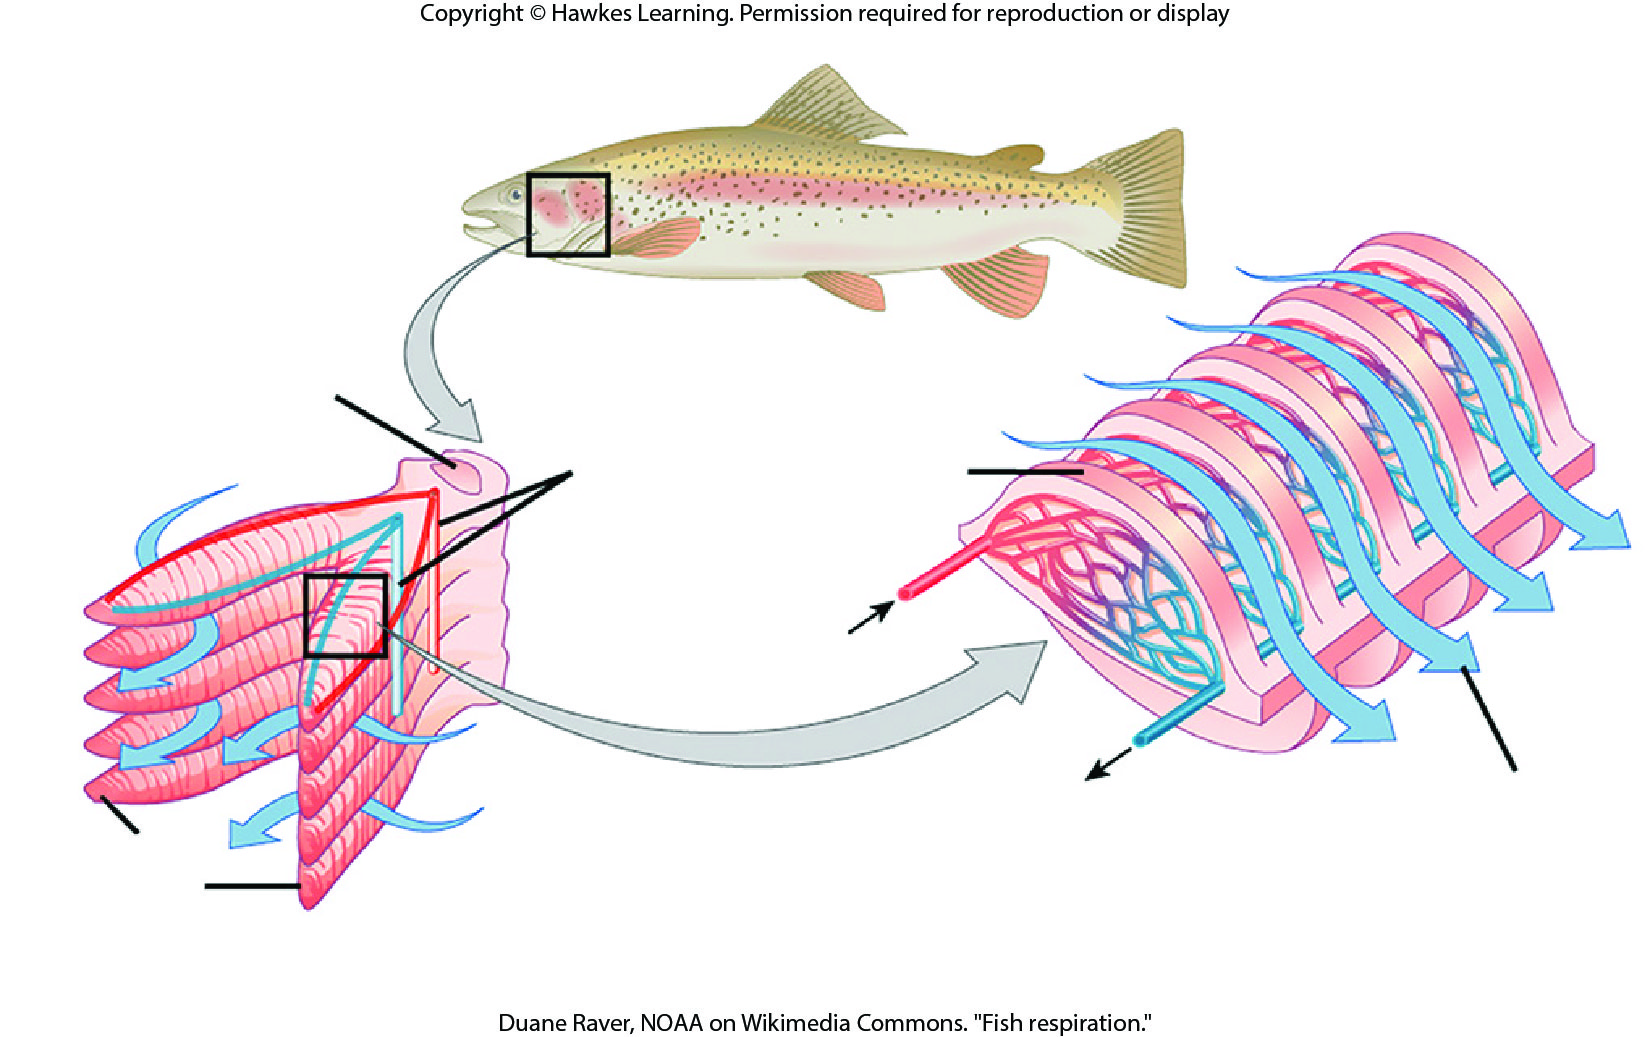 Copyright © Hawkes Learning. Permission required for reproduction or display
Duane Raver, NOAA on Wikimedia Commons. "Fish respiration."